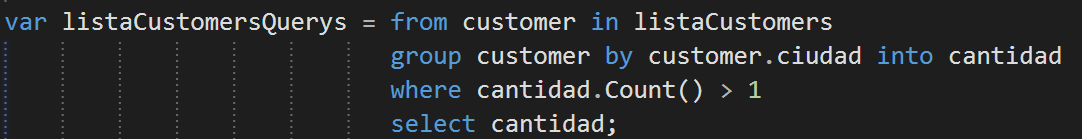 var listaCustomersQuerys = from customer in listaCustomers
group customer by customer.ciudad into cantidad
where cantidad.Count() > 1
select cantidad;